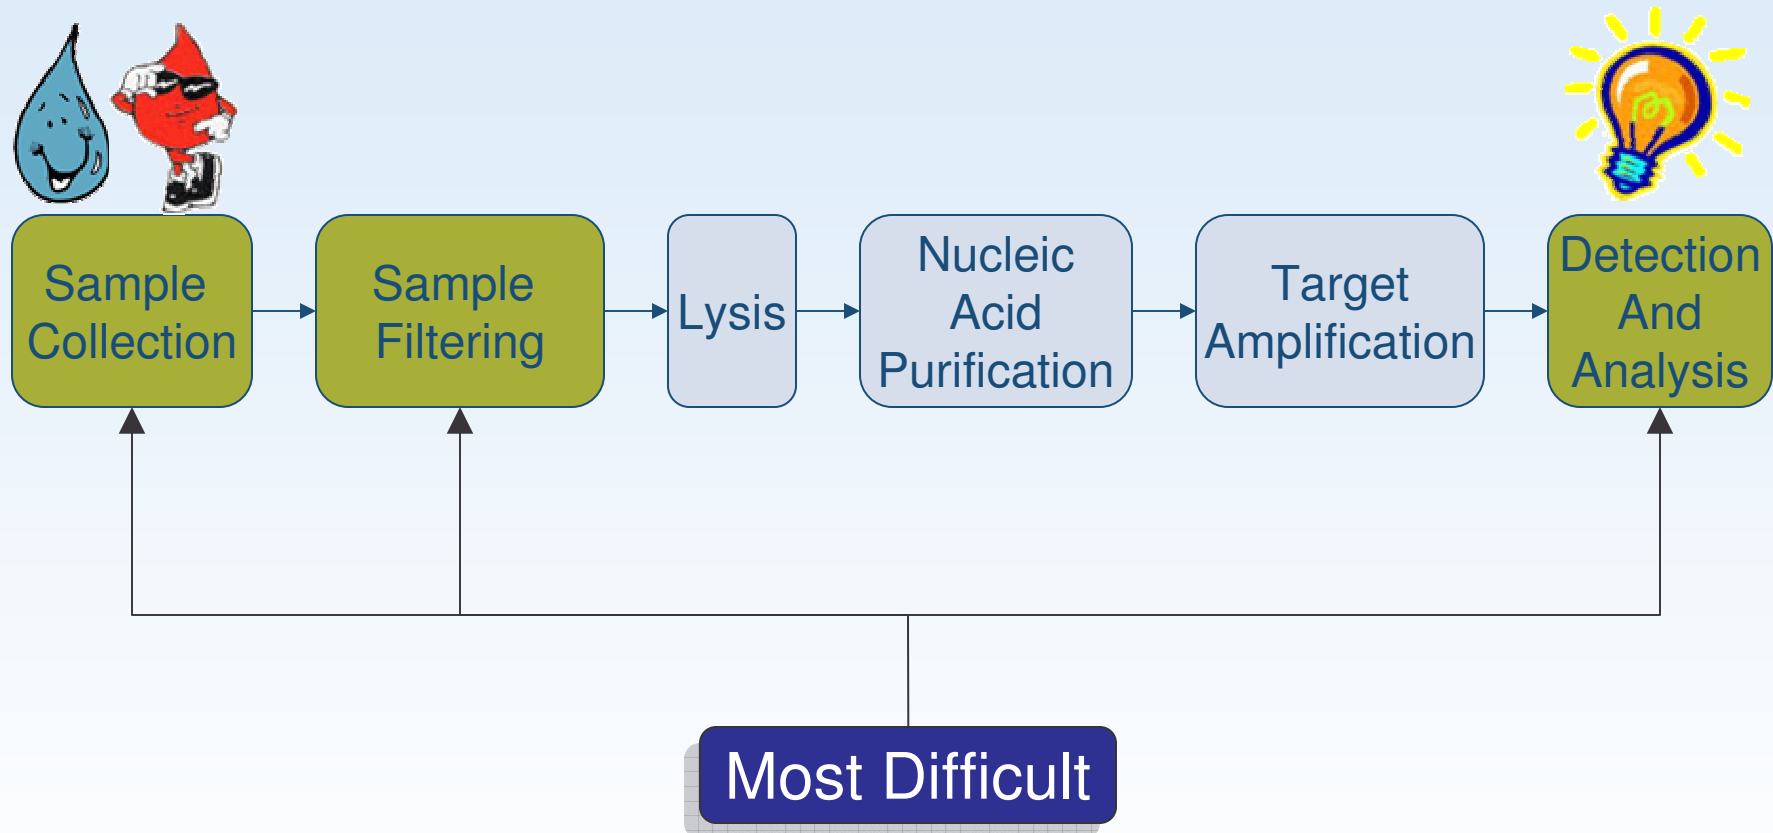 Sample
Collection
Sample
Filtering
Lysis
Nucleic
Acid
Purification
Target
Amplification
Detection
And
Analysis
Most Difficult